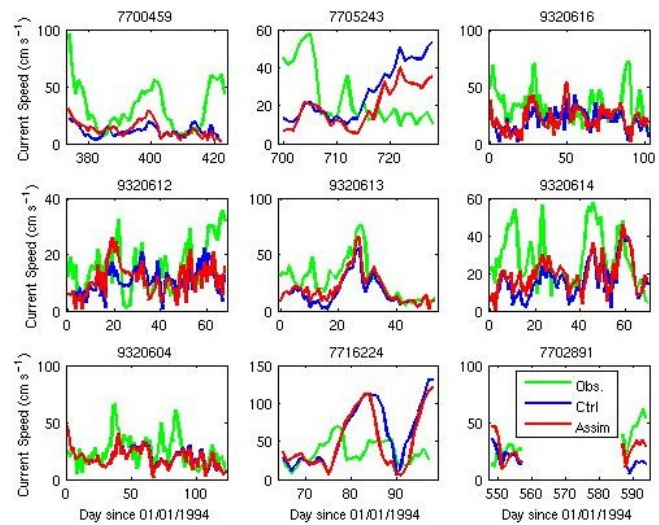 7700459 7705243 9320616
Current Speed (cm s⁻¹)
100 50 0
380 400 420
60 40 20 0
700 710 720
100 50 0
0 50 100
9320612 9320613 9320614
Current Speed (cm s⁻¹)
40 20 0
0 20 40 60
100 50 0
0 20 40
60 40 20 0
0 20 40 60
9320604 7716224 7702891
Current Speed (cm s⁻¹)
100 50 0
0 50 100
150 100 50 0
70 80 90
100 50 0
550 560 570 580 590
Obs.
Ctrl
Assim
Day since 01/01/1994 Day since 01/01/1994 Day since 01/01/1994